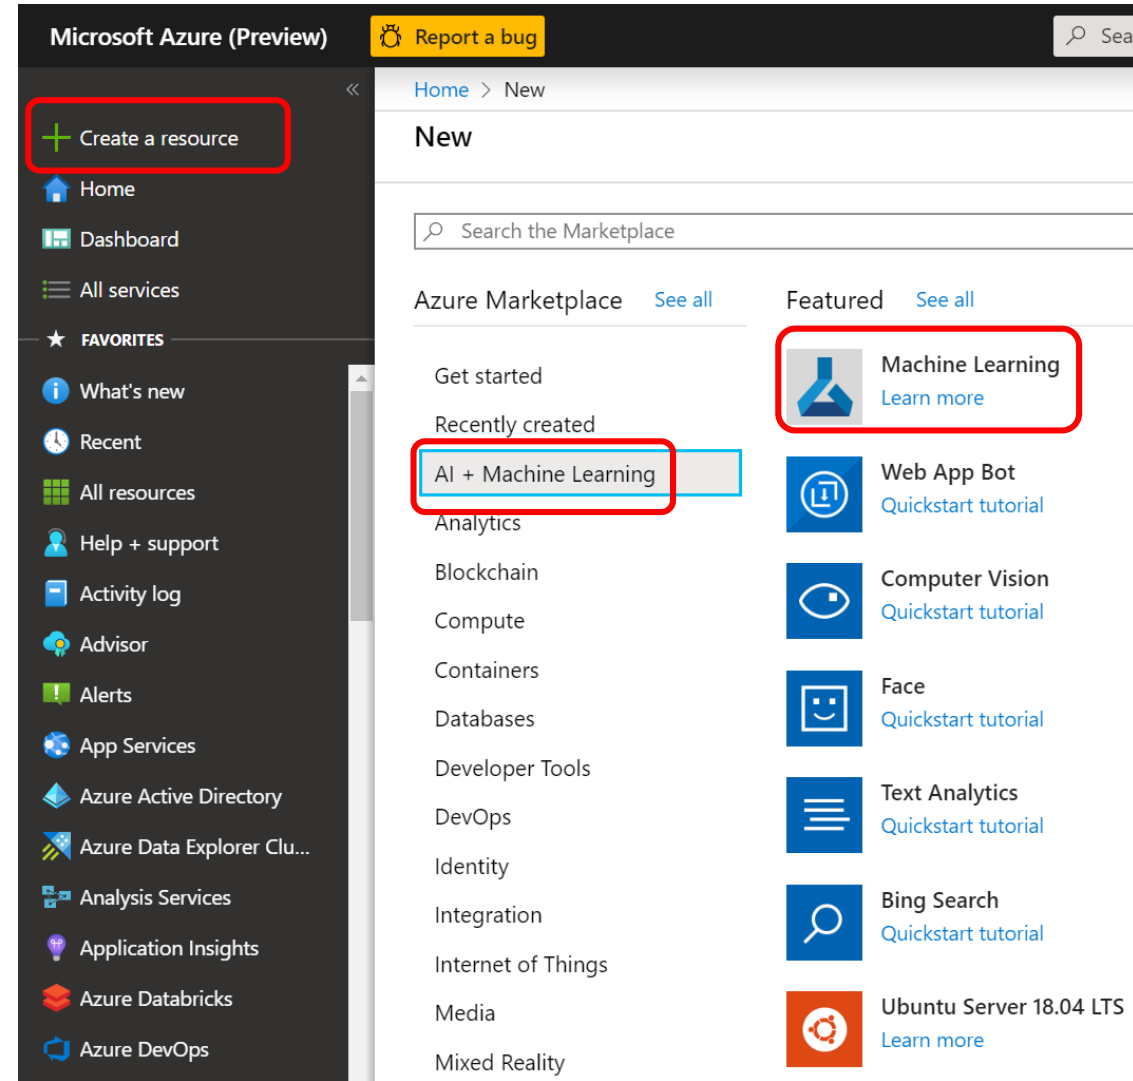 Microsoft Azure (Preview)
Report a bug
Create a resource
Home
Dashboard
All services
FAVORITES
What's new
Recent
All resources
Help + support
Activity log
Advisor
Alerts
App Services
Azure Active Directory
Azure Data Explorer Clu...
Analysis Services
Application Insights
Azure Databricks
Azure DevOps
Home > New
New
Search the Marketplace
Azure Marketplace See all
Get started
Recently created
AI + Machine Learning
Analytics
Blockchain
Compute
Containers
Databases
Developer Tools
DevOps
Identity
Integration
Internet of Things
Media
Mixed Reality
Featured See all
Machine Learning
Learn more
Web App Bot
Quickstart tutorial
Computer Vision
Quickstart tutorial
Face
Quickstart tutorial
Text Analytics
Quickstart tutorial
Bing Search
Quickstart tutorial
Ubuntu Server 18.04 LTS
Learn more